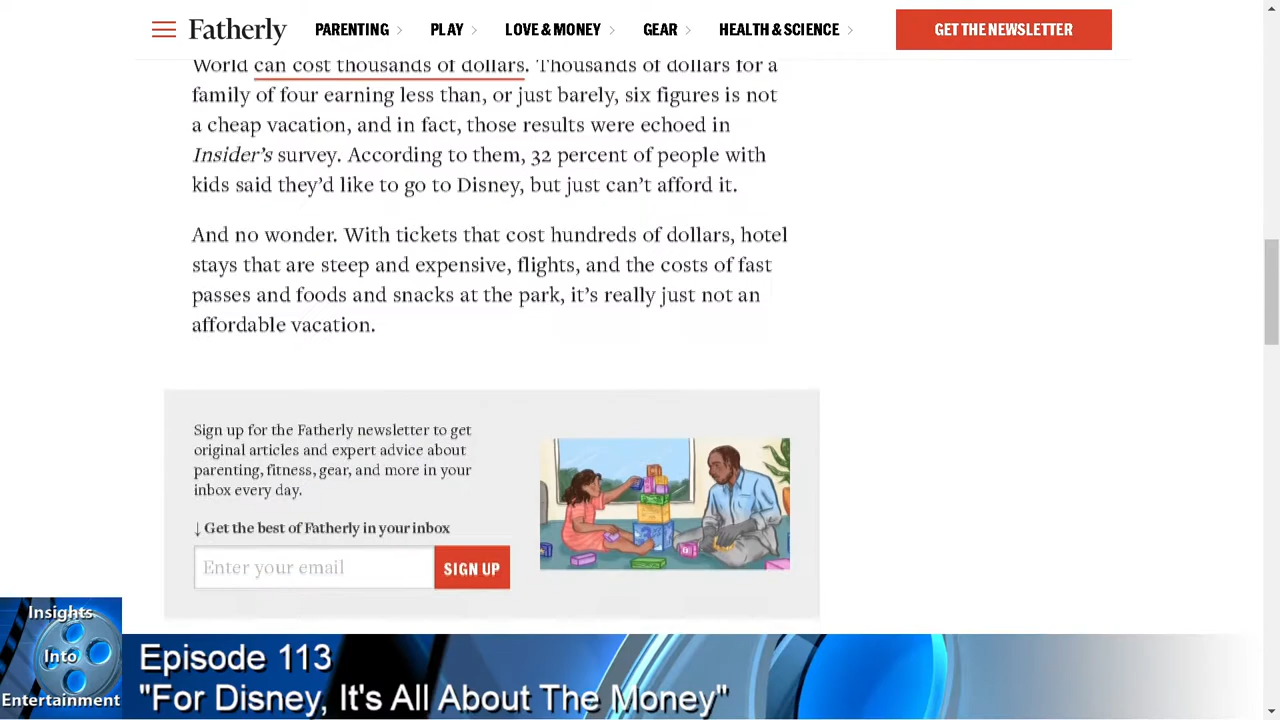 Fatherly
PARENTING
PLAY
LOVE & MONEY
GEAR
HEALTH & SCIENCE
GET THE NEWSLETTER
World can cost thousands of dollars. Thousands of dollars for a
family of four earning less than, or just barely, six figures is not
a cheap vacation, and in fact, those results were echoed in
Insider’s survey. According to them, 32 percent of people with
kids said they’d like to go to Disney, but just can’t afford it.
And no wonder. With tickets that cost hundreds of dollars, hotel
stays that are steep and expensive, flights, and the costs of fast
passes and foods and snacks at the park, it’s really just not an
affordable vacation.
Sign up for the Fatherly newsletter to get
original articles and expert advice about
parenting, fitness, gear, and more in your
inbox every day.
↓ Get the best of Fatherly in your inbox
Enter your email
SIGN UP
Insights
Into
Entertainment
Episode 113
"For Disney, It's All About The Money"